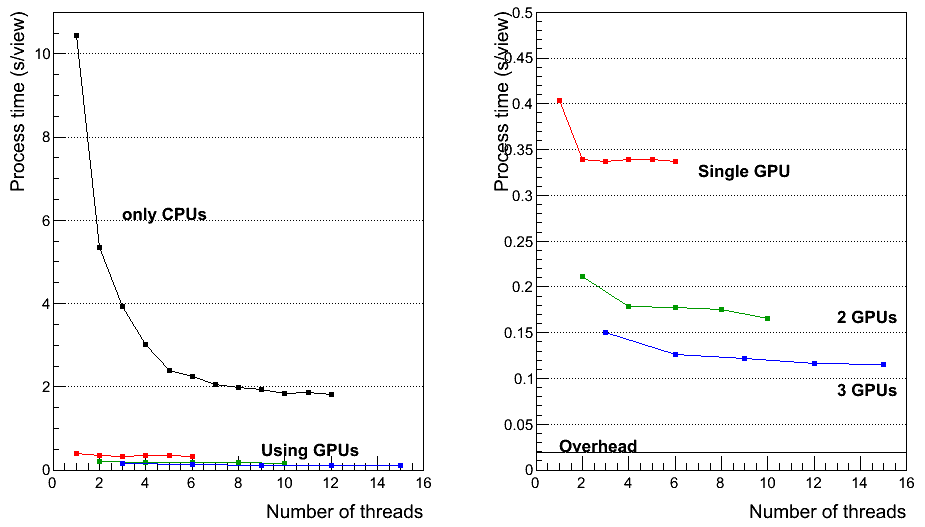 Process time (s/view)
10
8
6
4
2
0
only CPUs
Using GPUs
0 2 4 6 8 10 12 14 16
Number of threads
Process time (s/view)
0.5
0.45
0.4
0.35
0.3
0.25
0.2
0.15
0.1
0.05
0
Single GPU
2 GPUs
3 GPUs
Overhead
0 2 4 6 8 10 12 14 16
Number of threads